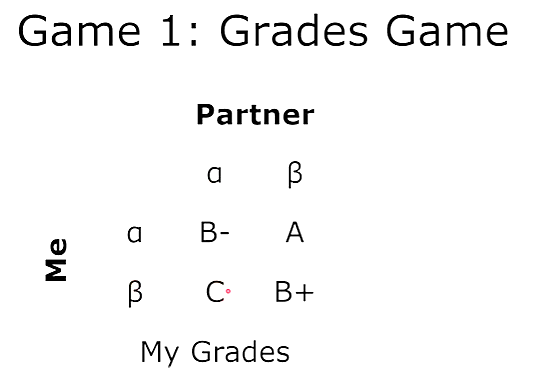 Game 1: Grades Game
Partner
α β
Me
α B- A
β C B+
My Grades